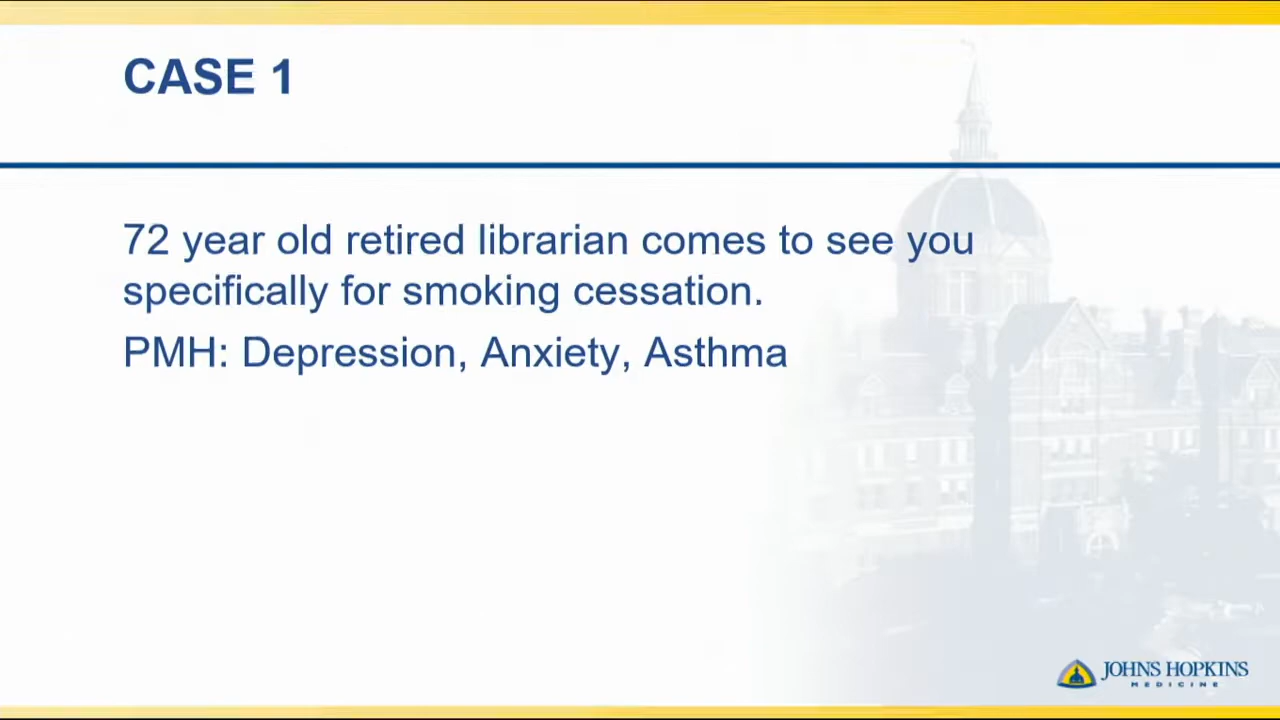 CASE 1
72 year old retired librarian comes to see you
specifically for smoking cessation.
PMH: Depression, Anxiety, Asthma
JOHNS HOPKINS
MEDICINE